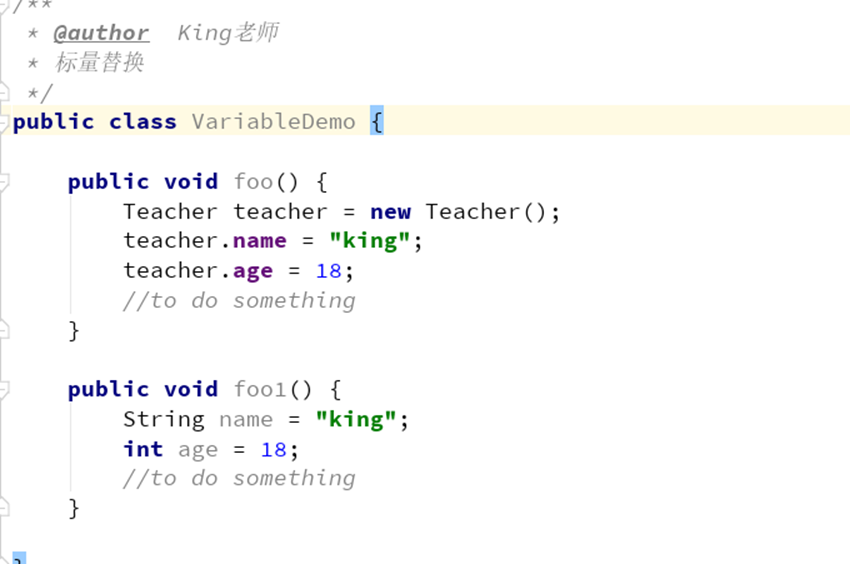 /**
 * @author  King老师
 * 标量替换
 */
public class VariableDemo {
    public void foo() {
        Teacher teacher = new Teacher();
        teacher.name = "king";
        teacher.age = 18;
        //to do something
    }
    public void foo1() {
        String name = "king";
        int age = 18;
        //to do something
    }
}